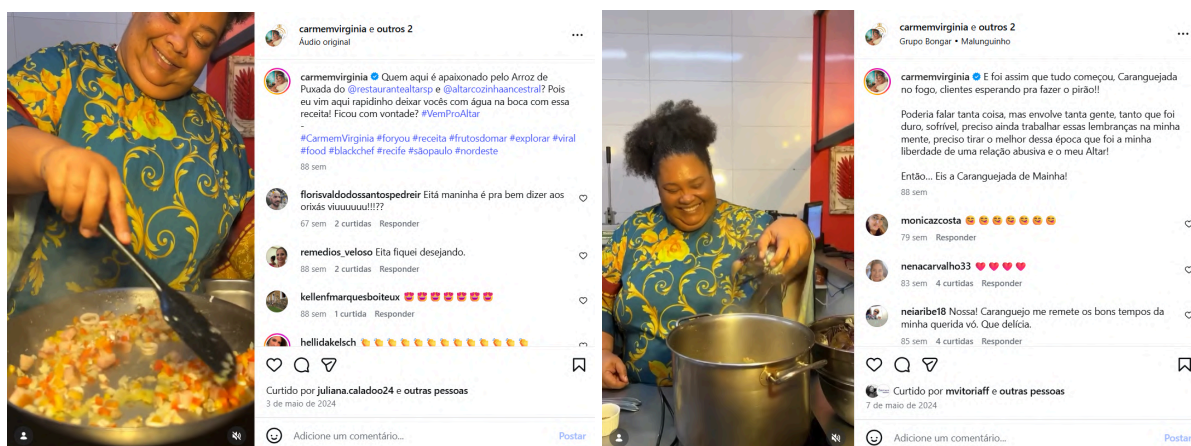 carmemvirginia e outros 2
Áudio original
carmemvirginia Quem aqui é apaixonado pelo Arroz de
Puxada do @restaurantealtarsp e @altarcozinhaancestral? Pois
eu vim aqui rapidinho deixar vocês com água na boca com essa
receita! Ficou com vontade? #VemProAltar
-
#CarmemVirginia #foryou #receita #frutosdomar #explorar #viral
#food #blackchef #recife #sãopaulo #nordeste
88 sem
florisvaldodossantospedreir Eitá maninha é pra bem dizer aos
orixás viuuuuuu!!!??
67 sem 2 curtidas Responder
remedios_veloso Eita fiquei desejando.
88 sem 2 curtidas Responder
kellenfmarquesboiteux
88 sem 1 curtida Responder
hellidakelsch
Curtido por juliana.caladoo24 e outras pessoas
3 de maio de 2024
Adicione um comentário...
Postar
carmemvirginia e outros 2
Grupo Bongar • Malunguinho
carmemvirginia E foi assim que tudo começou, Caranguejada
no fogo, clientes esperando pra fazer o pirão!!
Poderia falar tanta coisa, mas envolve tanta gente, tanto que foi
duro, sofrível, preciso ainda trabalhar essas lembranças na minha
mente, preciso tirar o melhor dessa época que foi a minha
liberdade de uma relação abusiva e o meu Altar!
Então... Eis a Caranguejada de Mainha!
88 sem
monicazcosta
79 sem Responder
nenacarvalho33
83 sem 4 curtidas Responder
neiaribe18 Nossa! Caranguejo me remete os bons tempos da
minha querida vó. Que delícia.
85 sem 4 curtidas Responder
Curtido por mvitoriaff e outras pessoas
7 de maio de 2024
Adicione um comentário...
Postar